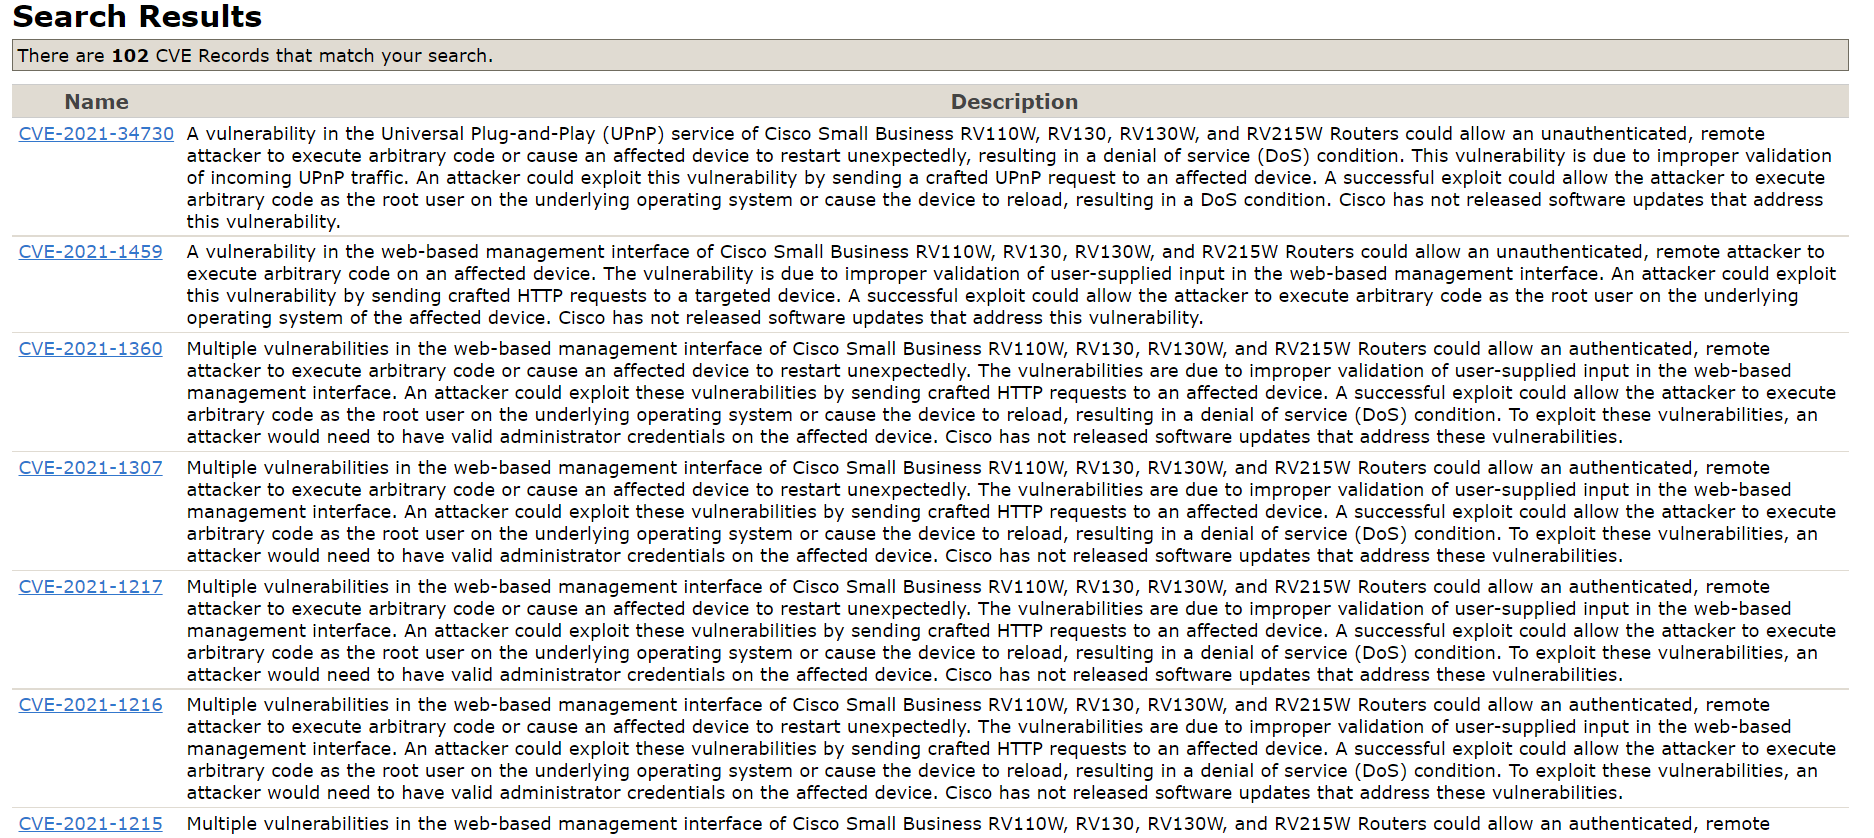 Search Results
There are 102 CVE Records that match your search.
Name Description
CVE-2021-34730 A vulnerability in the Universal Plug-and-Play (UPnP) service of Cisco Small Business RV110W, RV130, RV130W, and RV215W Routers could allow an unauthenticated, remote
attacker to execute arbitrary code or cause an affected device to restart unexpectedly, resulting in a denial of service (DoS) condition. This vulnerability is due to improper validation
of incoming UPnP traffic. An attacker could exploit this vulnerability by sending a crafted UPnP request to an affected device. A successful exploit could allow the attacker to execute
arbitrary code as the root user on the underlying operating system or cause the device to reload, resulting in a DoS condition. Cisco has not released software updates that address
this vulnerability.
CVE-2021-1459 A vulnerability in the web-based management interface of Cisco Small Business RV110W, RV130, RV130W, and RV215W Routers could allow an unauthenticated, remote attacker to
execute arbitrary code on an affected device. The vulnerability is due to improper validation of user-supplied input in the web-based management interface. An attacker could exploit
this vulnerability by sending crafted HTTP requests to a targeted device. A successful exploit could allow the attacker to execute arbitrary code as the root user on the underlying
operating system of the affected device. Cisco has not released software updates that address this vulnerability.
CVE-2021-1360 Multiple vulnerabilities in the web-based management interface of Cisco Small Business RV110W, RV130, RV130W, and RV215W Routers could allow an authenticated, remote
attacker to execute arbitrary code or cause an affected device to restart unexpectedly. The vulnerabilities are due to improper validation of user-supplied input in the web-based
management interface. An attacker could exploit these vulnerabilities by sending crafted HTTP requests to an affected device. A successful exploit could allow the attacker to execute
arbitrary code as the root user on the underlying operating system or cause the device to reload, resulting in a denial of service (DoS) condition. To exploit these vulnerabilities, an
attacker would need to have valid administrator credentials on the affected device. Cisco has not released software updates that address these vulnerabilities.
CVE-2021-1307 Multiple vulnerabilities in the web-based management interface of Cisco Small Business RV110W, RV130, RV130W, and RV215W Routers could allow an authenticated, remote
attacker to execute arbitrary code or cause an affected device to restart unexpectedly. The vulnerabilities are due to improper validation of user-supplied input in the web-based
management interface. An attacker could exploit these vulnerabilities by sending crafted HTTP requests to an affected device. A successful exploit could allow the attacker to execute
arbitrary code as the root user on the underlying operating system or cause the device to reload, resulting in a denial of service (DoS) condition. To exploit these vulnerabilities, an
attacker would need to have valid administrator credentials on the affected device. Cisco has not released software updates that address these vulnerabilities.
CVE-2021-1217 Multiple vulnerabilities in the web-based management interface of Cisco Small Business RV110W, RV130, RV130W, and RV215W Routers could allow an authenticated, remote
attacker to execute arbitrary code or cause an affected device to restart unexpectedly. The vulnerabilities are due to improper validation of user-supplied input in the web-based
management interface. An attacker could exploit these vulnerabilities by sending crafted HTTP requests to an affected device. A successful exploit could allow the attacker to execute
arbitrary code as the root user on the underlying operating system or cause the device to reload, resulting in a denial of service (DoS) condition. To exploit these vulnerabilities, an
attacker would need to have valid administrator credentials on the affected device. Cisco has not released software updates that address these vulnerabilities.
CVE-2021-1216 Multiple vulnerabilities in the web-based management interface of Cisco Small Business RV110W, RV130, RV130W, and RV215W Routers could allow an authenticated, remote
attacker to execute arbitrary code or cause an affected device to restart unexpectedly. The vulnerabilities are due to improper validation of user-supplied input in the web-based
management interface. An attacker could exploit these vulnerabilities by sending crafted HTTP requests to an affected device. A successful exploit could allow the attacker to execute
arbitrary code as the root user on the underlying operating system or cause the device to reload, resulting in a denial of service (DoS) condition. To exploit these vulnerabilities, an
attacker would need to have valid administrator credentials on the affected device. Cisco has not released software updates that address these vulnerabilities.
CVE-2021-1215 Multiple vulnerabilities in the web-based management interface of Cisco Small Business RV110W, RV130, RV130W, and RV215W Routers could allow an authenticated, remote